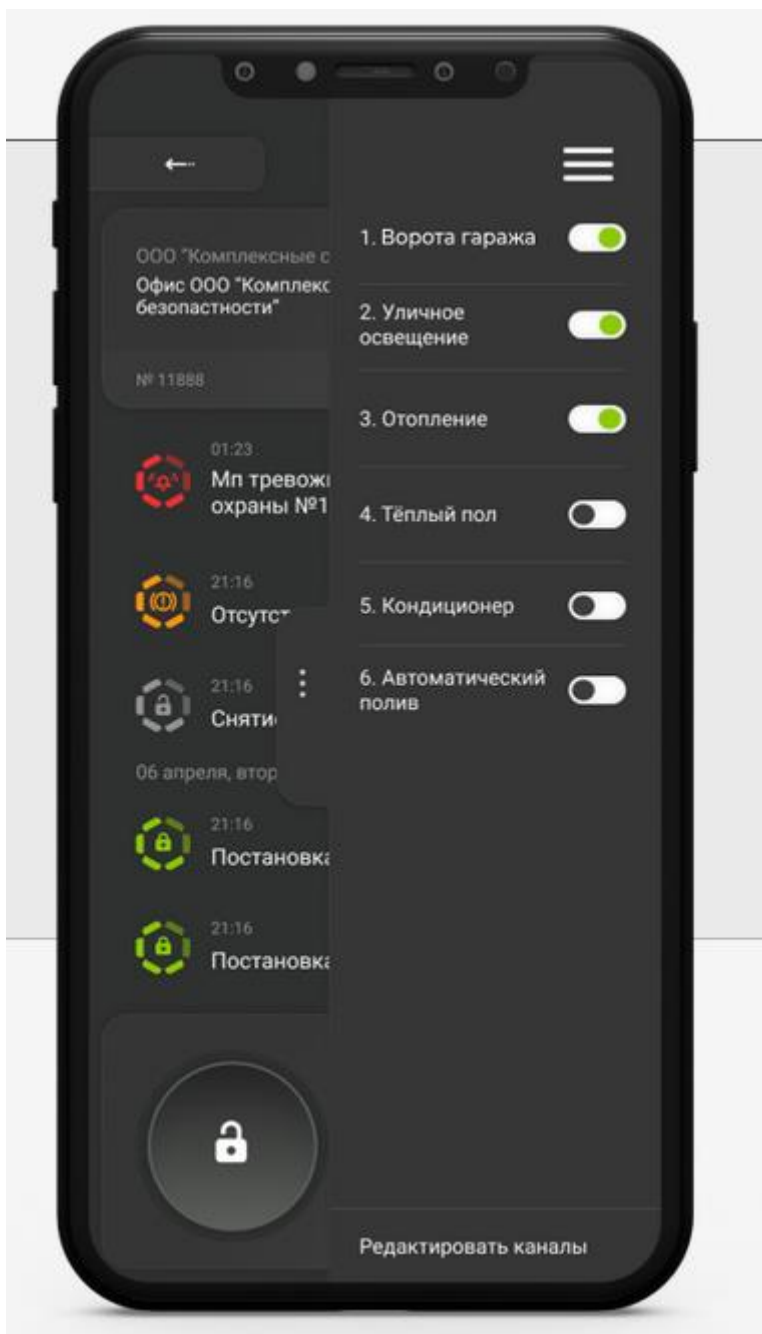 ООО "Комплексные
Офис ООО "Комплекс
безопастности"
№ 11888
01:23
Мп тревожн
охраны №1
21:16
Отсутст
21:16
Снятие
06 апреля, втор
21:16
Постановка
21:16
Постановка
1. Ворота гаража
2. Уличное
освещение
3. Отопление
4. Тёплый пол
5. Кондиционер
6. Автоматический
полив
Редактировать каналы